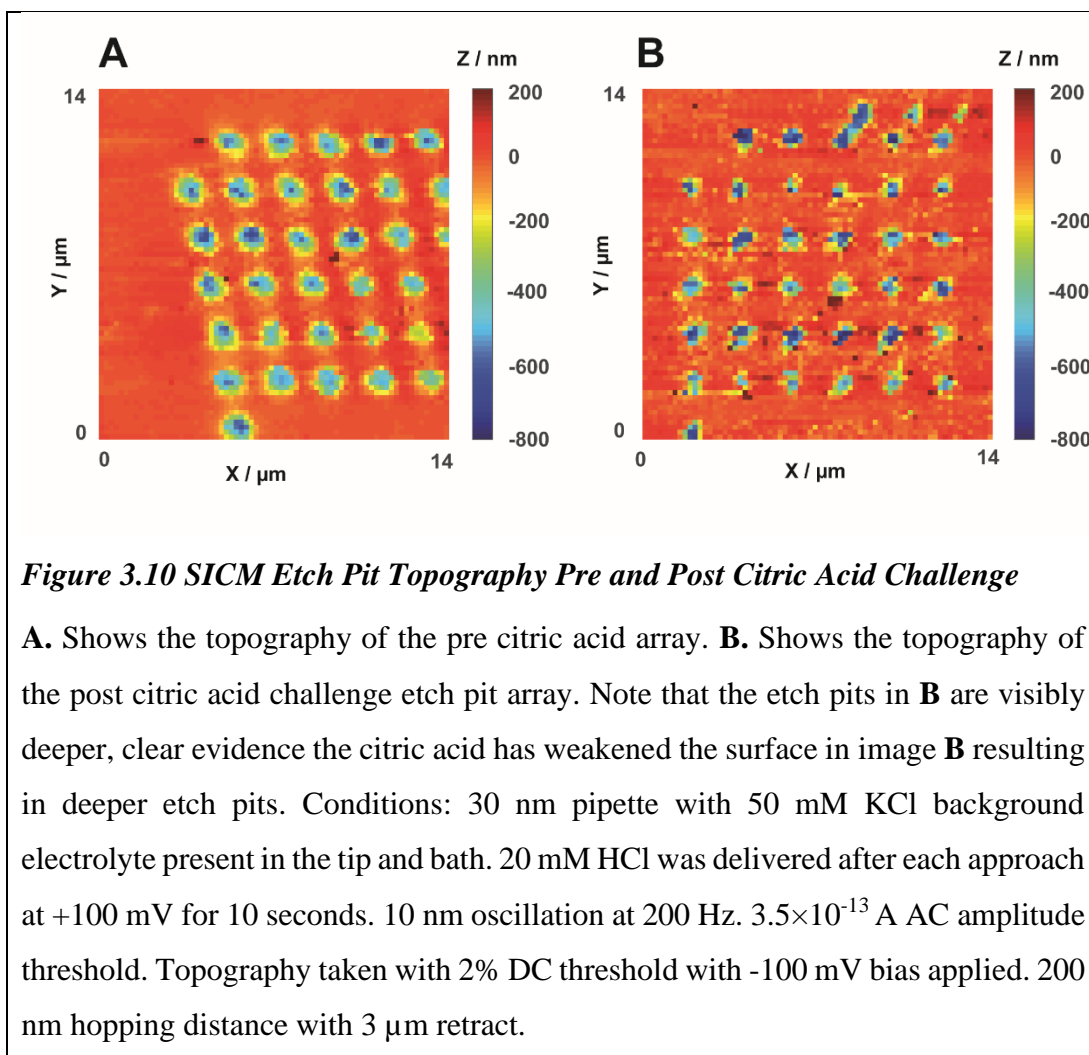 A
B
Z / nm
Z / nm
14
200
14
200
0
0
-200
-200
Y / µm
Y / µm
-400
-400
-600
-600
0
-800
0
-800
0
14
0
14
X / µm
X / µm
Figure 3.10 SICM Etch Pit Topography Pre and Post Citric Acid Challenge
A. Shows the topography of the pre citric acid array. B. Shows the topography of
the post citric acid challenge etch pit array. Note that the etch pits in B are visibly
deeper, clear evidence the citric acid has weakened the surface in image B resulting
in deeper etch pits. Conditions: 30 nm pipette with 50 mM KCl background
electrolyte present in the tip and bath. 20 mM HCl was delivered after each approach
at +100 mV for 10 seconds. 10 nm oscillation at 200 Hz. 3.5×10⁻¹³ A AC amplitude
threshold. Topography taken with 2% DC threshold with -100 mV bias applied. 200
nm hopping distance with 3 µm retract.